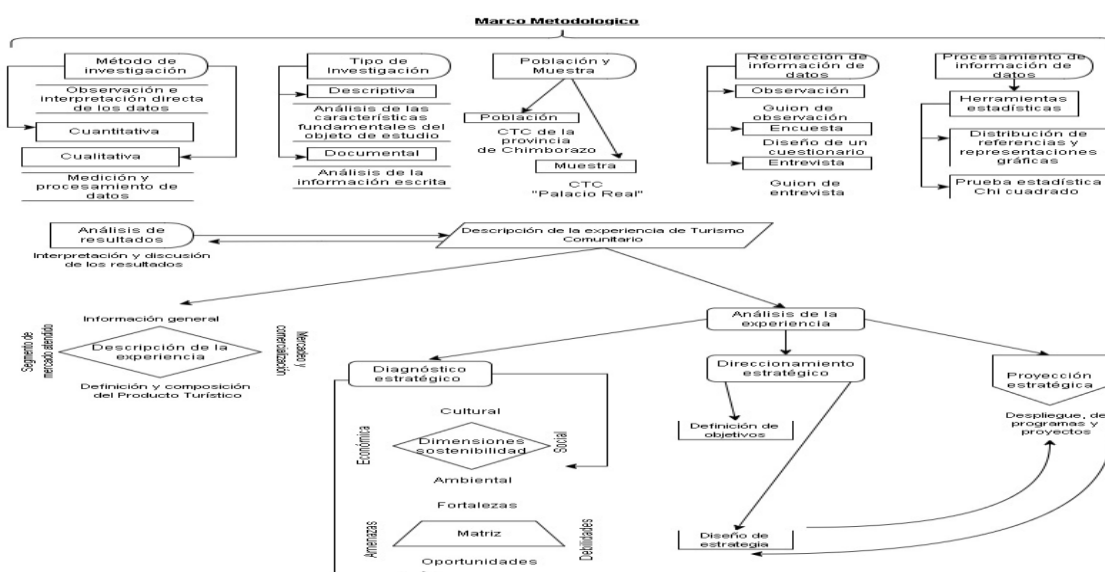 Marco Metodologico
Método de
investigación
Observación e
interpretación directa
de los datos
Cuantitativa
Cualitativa
Medición y
procesamiento de
datos
Tipo de
Investigación
Descriptiva
Análisis de las
características
fundamentales del
objeto de estudio
Documental
Análisis de la
información escrita
Población y
Muestra
Población
CTC de la
provincia
de Chimborazo
Muestra
CTC
"Palacio Real"
Recolección de
información de
datos
Observación
Guion de
observación
Encuesta
Diseño de un
cuestionario
Entrevista
Guion de
entrevista
Procesamiento de
información de
datos
Herramientas
estadísticas
Distribución de
referencias y
representaciones
gráficas
Prueba estadística
Chi cuadrado
Análisis de
resultados
Interpretación y discusión
de los resultados
Descripción de la experiencia de Turismo
Comunitario
Información general
Segmento de
mercado atendido
Descripción de la
experiencia
Mercadeo y
comercialización
Definición y composición
del Producto Turístico
Análisis de la
experiencia
Diagnóstico
estratégico
Cultural
Económica
Dimensiones
sostenibilidad
Social
Ambiental
Fortalezas
Amenazas
Matriz
Debilidades
Oportunidades
Direccionamiento
estratégico
Definición de
objetivos
Diseño de
estrategia
Proyección
estratégica
Despliegue, de
programas y
proyectos